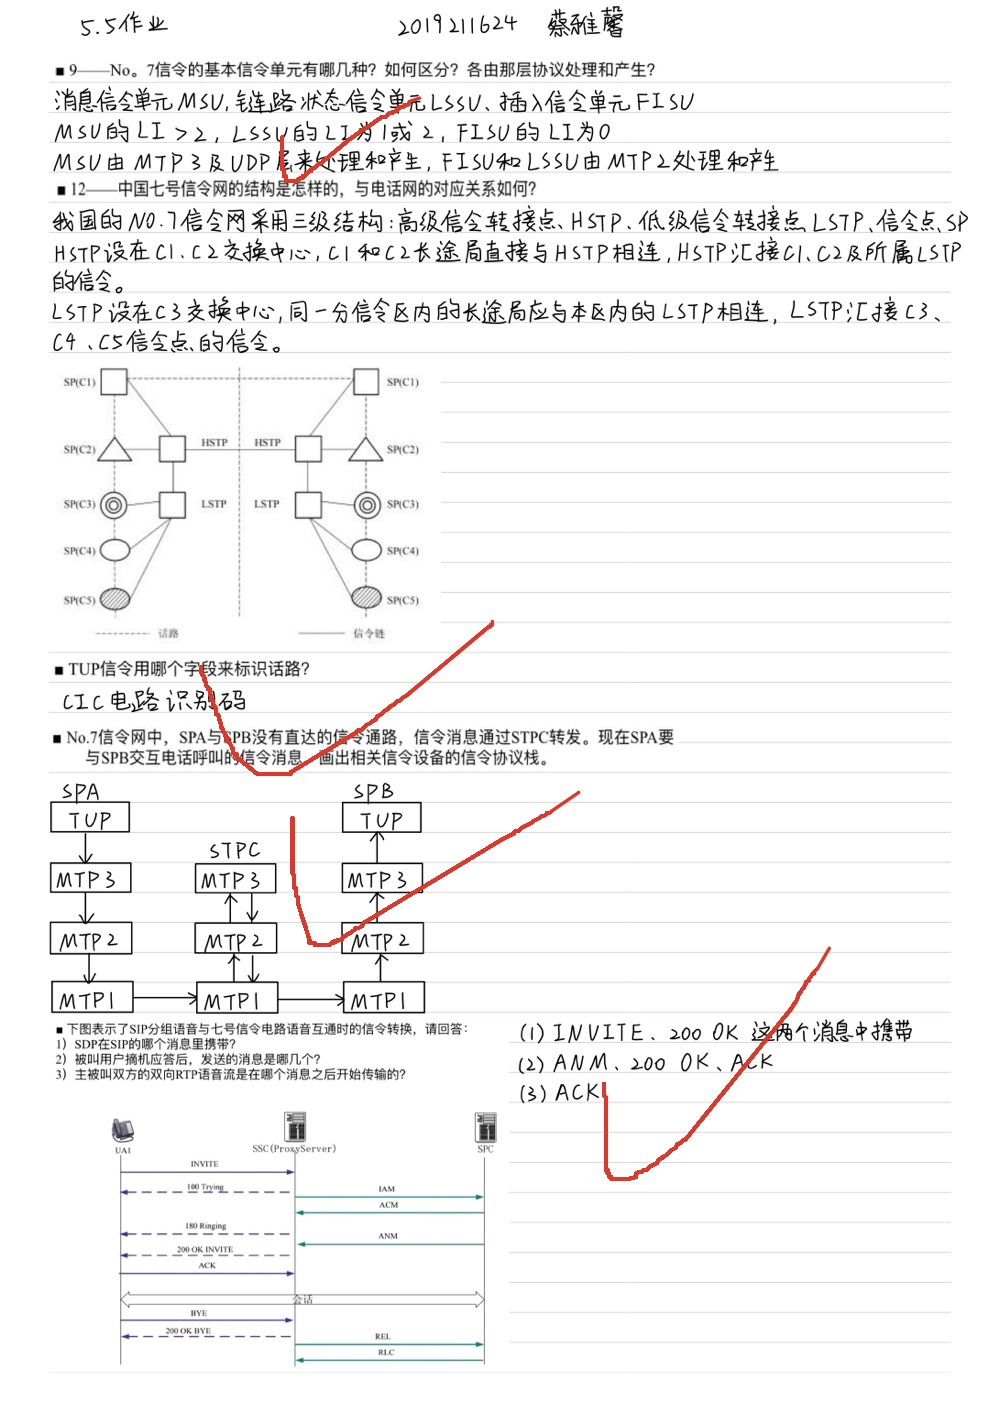 5.5作业 2019211624 蔡雅馨
■ 9——No。7信令的基本信令单元有哪几种？如何区分？各由那层协议处理和产生？
消息信令单元MSU，链路状态信令单元LSSU、插入信令单元FISU
MSU的LI>2，LSSU的LI为1或2，FISU的LI为0
MSU由MTP3及UDP层来处理和产生，FISU和LSSU由MTP2处理和产生
■ 12——中国七号信令网的结构是怎样的，与电话网的对应关系如何?
我国的NO.7信令网采用三级结构：高级信令转接点、HSTP、低级信令转接点LSTP、信令点、SP
HSTP设在C1、C2交换中心，C1和C2长途局直接与HSTP相连，HSTP汇接C1、C2及所属LSTP
的信令。
LSTP设在C3交换中心，同一分信令区内的长途局应与本区内的LSTP相连，LSTP汇接C3、
C4、C5信令点的信令。
SP(C1) SP(C1)
SP(C2) HSTP HSTP SP(C2)
SP(C3) LSTP LSTP SP(C3)
SP(C4) SP(C4)
SP(C5) SP(C5)
话路 信令链
■ TUP信令用哪个字段来标识话路？
CIC电路识别码
■ No.7信令网中，SPA与SPB没有直达的信令通路，信令消息通过STPC转发。现在SPA要
与SPB交互电话呼叫的信令消息，画出相关信令设备的信令协议栈。
SPA SPB
TUP TUP
STPC
MTP3 MTP3 MTP3
MTP2 MTP2 MTP2
MTP1 MTP1 MTP1
■ 下图表示了SIP分组语音与七号信令电路语音互通时的信令转换，请回答：
1）SDP在SIP的哪个消息里携带？
2）被叫用户摘机应答后，发送的消息是哪几个？
3）主被叫双方的双向RTP语音流是在哪个消息之后开始传输的？
(1) INVITE、200 OK 这两个消息中携带
(2) ANM、200 OK、ACK
(3) ACK
UA1 SSC(ProxyServer) SPC
INVITE
100 Trying IAM
ACM
180 Ringing
ANM
200 OK INVITE
ACK
会话
BYE
200 OK BYE
REL
RLC